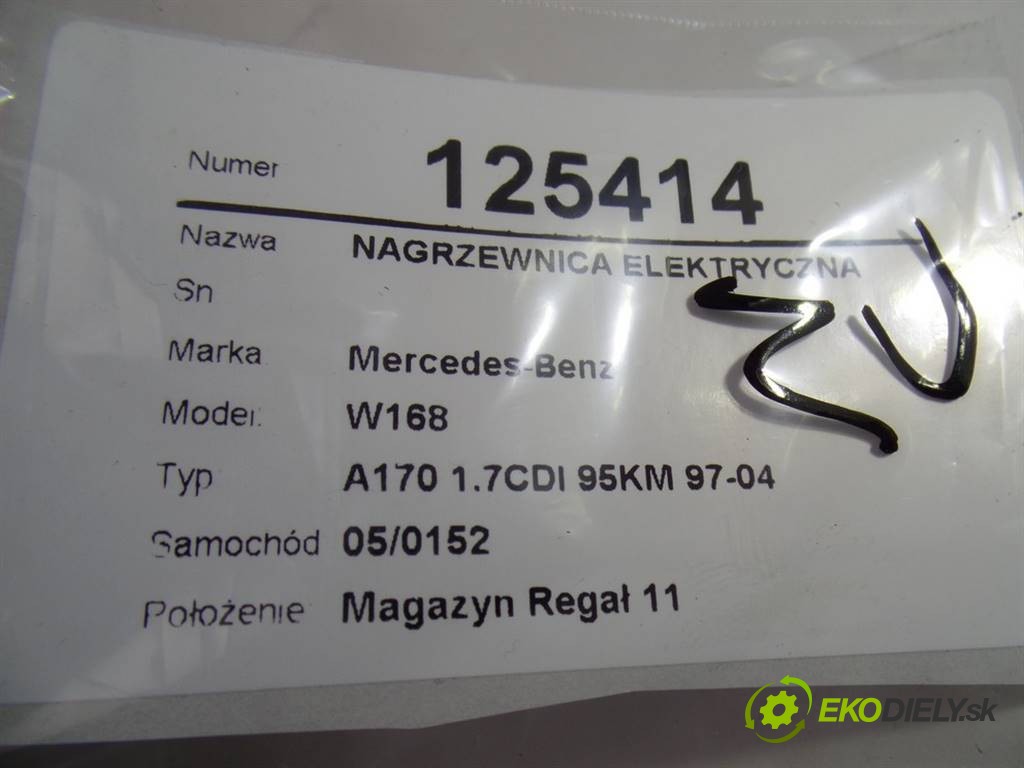 Numer 125414
Nazwa NAGRZEWNICA ELEKTRYCZNA
Sn
Marka Mercedes-Benz
Model: W168
Typ A170 1.7CDI 95KM 97-04
Samochód 05/0152
Położenie Magazyn Regał 11
EKODIELY.sk